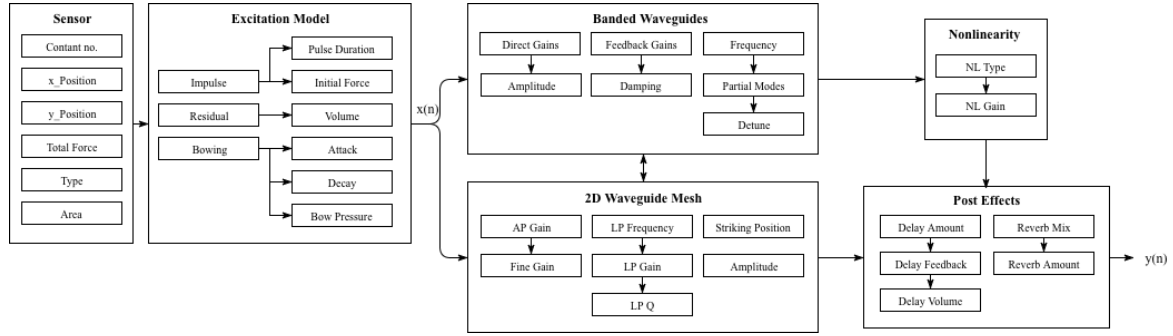 Sensor
Contant no.
x_Position
y_Position
Total Force
Type
Area
Excitation Model
Impulse
Residual
Bowing
Pulse Duration
Initial Force
Volume
Attack
Decay
Bow Pressure
x(n)
Banded Waveguides
Direct Gains
Feedback Gains
Frequency
Amplitude
Damping
Partial Modes
Detune
2D Waveguide Mesh
AP Gain
LP Frequency
Striking Position
Fine Gain
LP Gain
Amplitude
LP Q
Nonlinearity
NL Type
NL Gain
Post Effects
Delay Amount
Reverb Mix
Delay Feedback
Reverb Amount
Delay Volume
y(n)